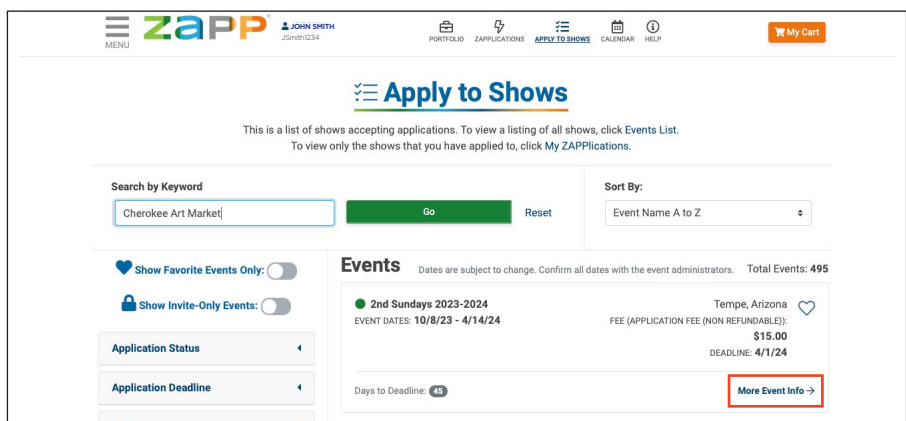 MENU
zapp
JOHN SMITH
JSmith1234
PORTFOLIO
ZAPPLICATIONS
APPLY TO SHOWS
CALENDAR
HELP
My Cart
Apply to Shows
This is a list of shows accepting applications. To view a listing of all shows, click Events List.
To view only the shows that you have applied to, click My ZAPPlications.
Search by Keyword
Cherokee Art Market
Go
Reset
Sort By:
Event Name A to Z
Show Favorite Events Only:
Show Invite-Only Events:
Application Status
Application Deadline
Events Dates are subject to change. Confirm all dates with the event administrators. Total Events: 495
2nd Sundays 2023-2024
EVENT DATES: 10/8/23 - 4/14/24
Tempe, Arizona
FEE (APPLICATION FEE (NON REFUNDABLE)):
$15.00
DEADLINE: 4/1/24
Days to Deadline: 45
More Event Info